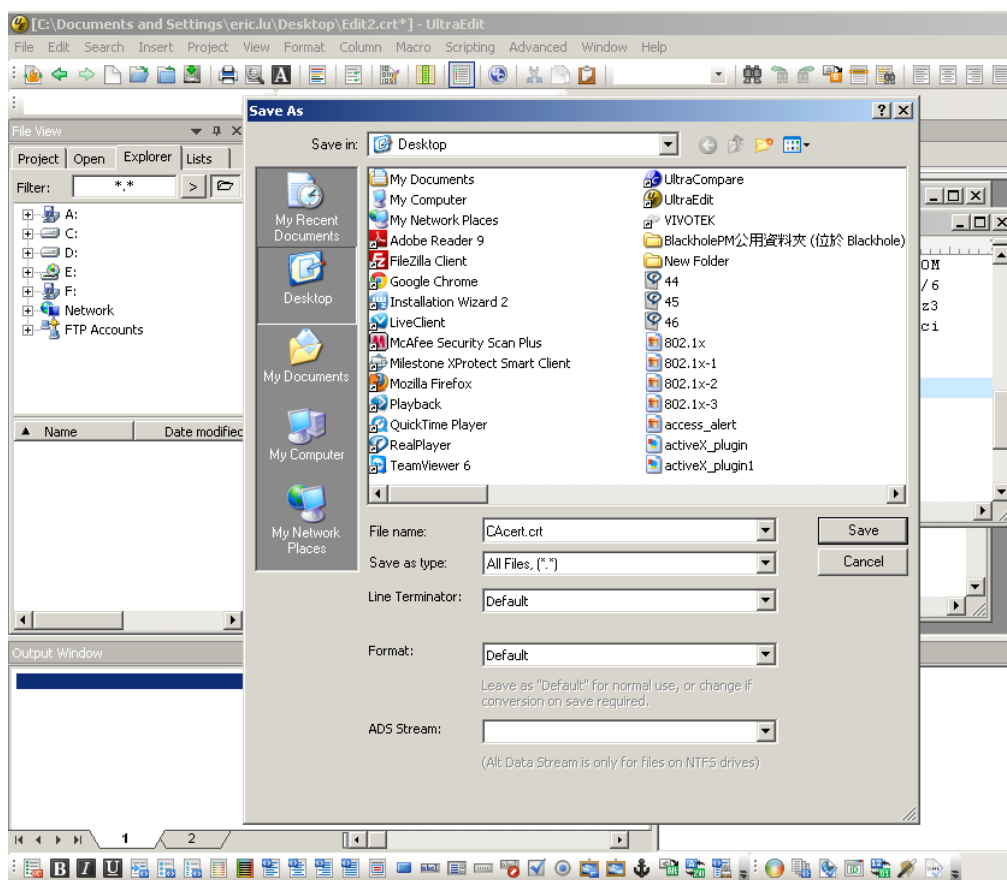 [C:\Documents and Settings\eric.lu\Desktop\Edit2.crt*] - UltraEdit
File Edit Search Insert Project View Format Column Macro Scripting Advanced Window Help
File View
Project Open Explorer Lists
Filter: *.* >
A:
C:
D:
E:
F:
Network
FTP Accounts
Name Date modified
Save As
Save in: Desktop
My Recent
Documents
Desktop
My Documents
My Computer
My Network
Places
My Documents
My Computer
My Network Places
Adobe Reader 9
FileZilla Client
Google Chrome
Installation Wizard 2
LiveClient
McAfee Security Scan Plus
Milestone XProtect Smart Client
Mozilla Firefox
Playback
QuickTime Player
RealPlayer
TeamViewer 6
UltraCompare
UltraEdit
VIVOTEK
BlackholePM公用資料夾 (位於 Blackhole)
New Folder
44
45
46
802.1x
802.1x-1
802.1x-2
802.1x-3
access_alert
activeX_plugin
activeX_plugin1
File name: CAcert.crt Save
Save as type: All Files, (*.*) Cancel
Line Terminator: Default
Format: Default
Leave as "Default" for normal use, or change if
conversion on save required.
ADS Stream:
(Alt Data Stream is only for files on NTFS drives)
OM
/6
z3
ci
Output Window
1 2
B I U